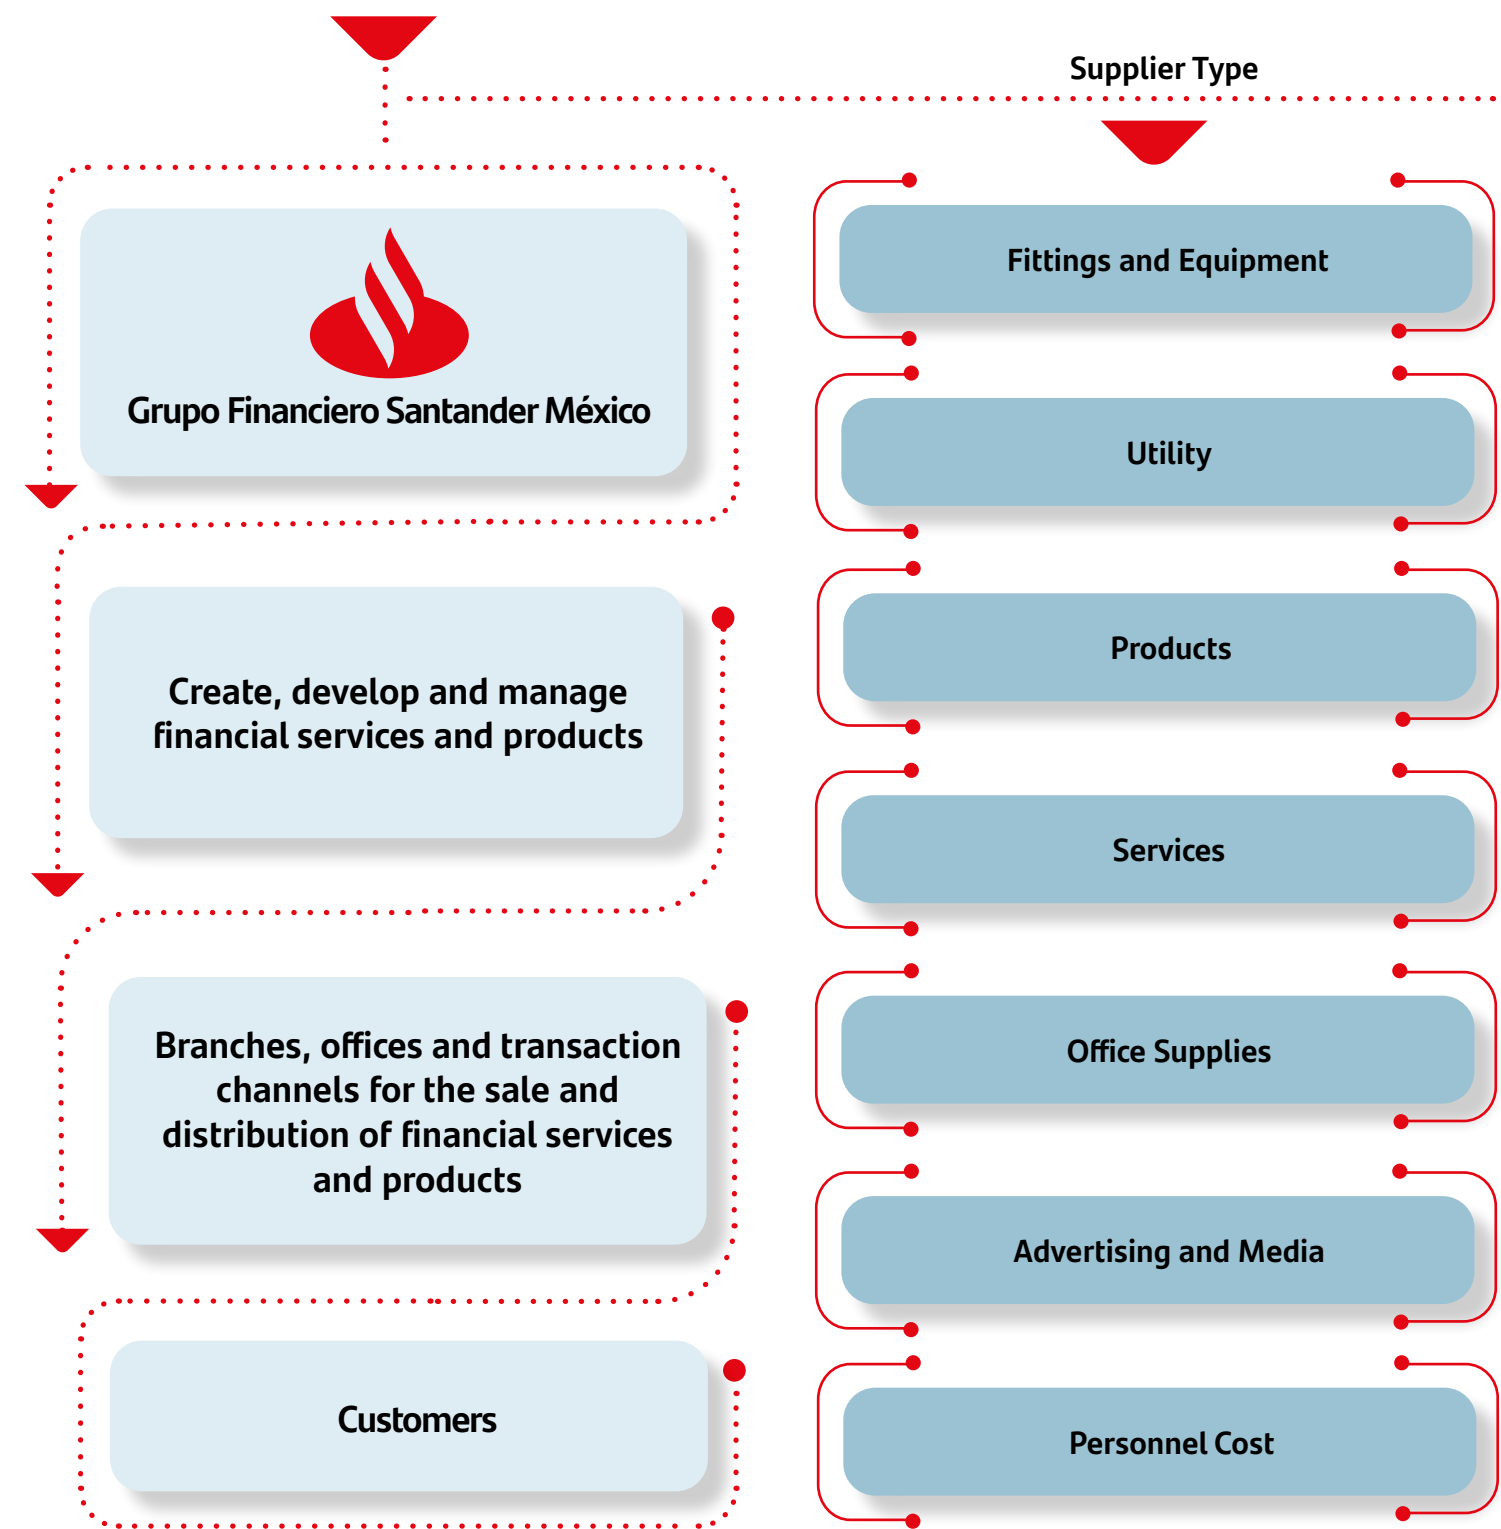 Grupo Financiero Santander México
Create, develop and manage
financial services and products
Branches, offices and transaction
channels for the sale and
distribution of financial services
and products
Customers
Supplier Type
Fittings and Equipment
Utility
Products
Services
Office Supplies
Advertising and Media
Personnel Cost